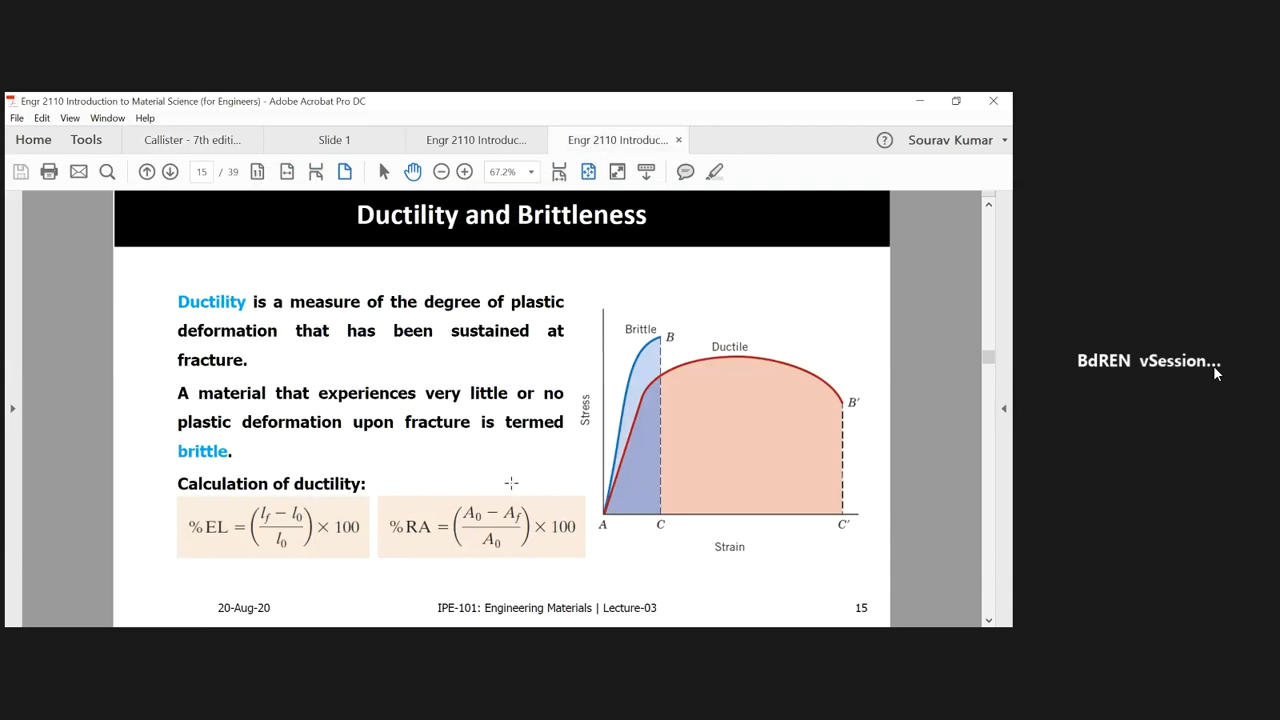 Engr 2110 Introduction to Material Science (for Engineers) - Adobe Acrobat Pro DC
File Edit View Window Help
Home Tools Callister - 7th editi... Slide 1 Engr 2110 Introduc... Engr 2110 Introduc... × Sourav Kumar
15 / 39 67.2%
Ductility and Brittleness
Ductility is a measure of the degree of plastic
deformation that has been sustained at
fracture.
A material that experiences very little or no
plastic deformation upon fracture is termed
brittle.
Calculation of ductility:
%EL = (l_f − l_0 / l_0) × 100
%RA = (A_0 − A_f / A_0) × 100
Brittle
B
Ductile
B'
Stress
A
C
C'
Strain
20-Aug-20 IPE-101: Engineering Materials | Lecture-03 15
BdREN vSession...